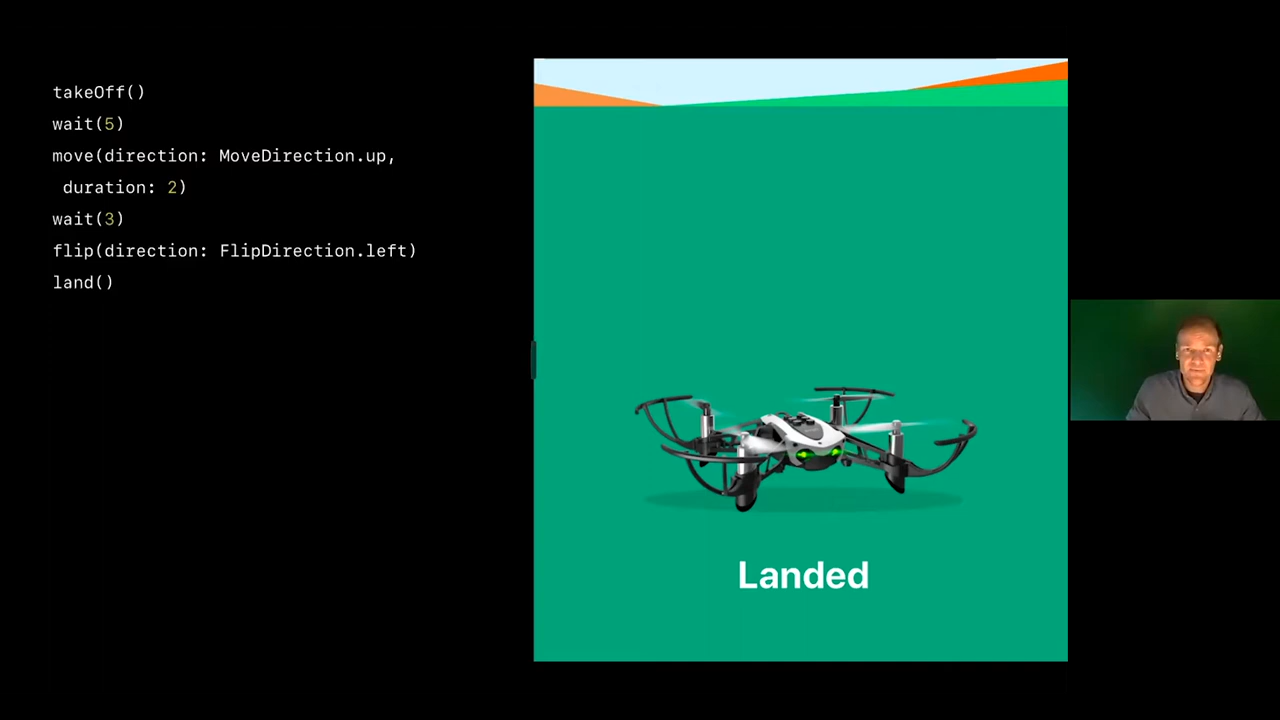 takeOff()
wait(5)
move(direction: MoveDirection.up,
duration: 2)
wait(3)
flip(direction: FlipDirection.left)
land()
Landed